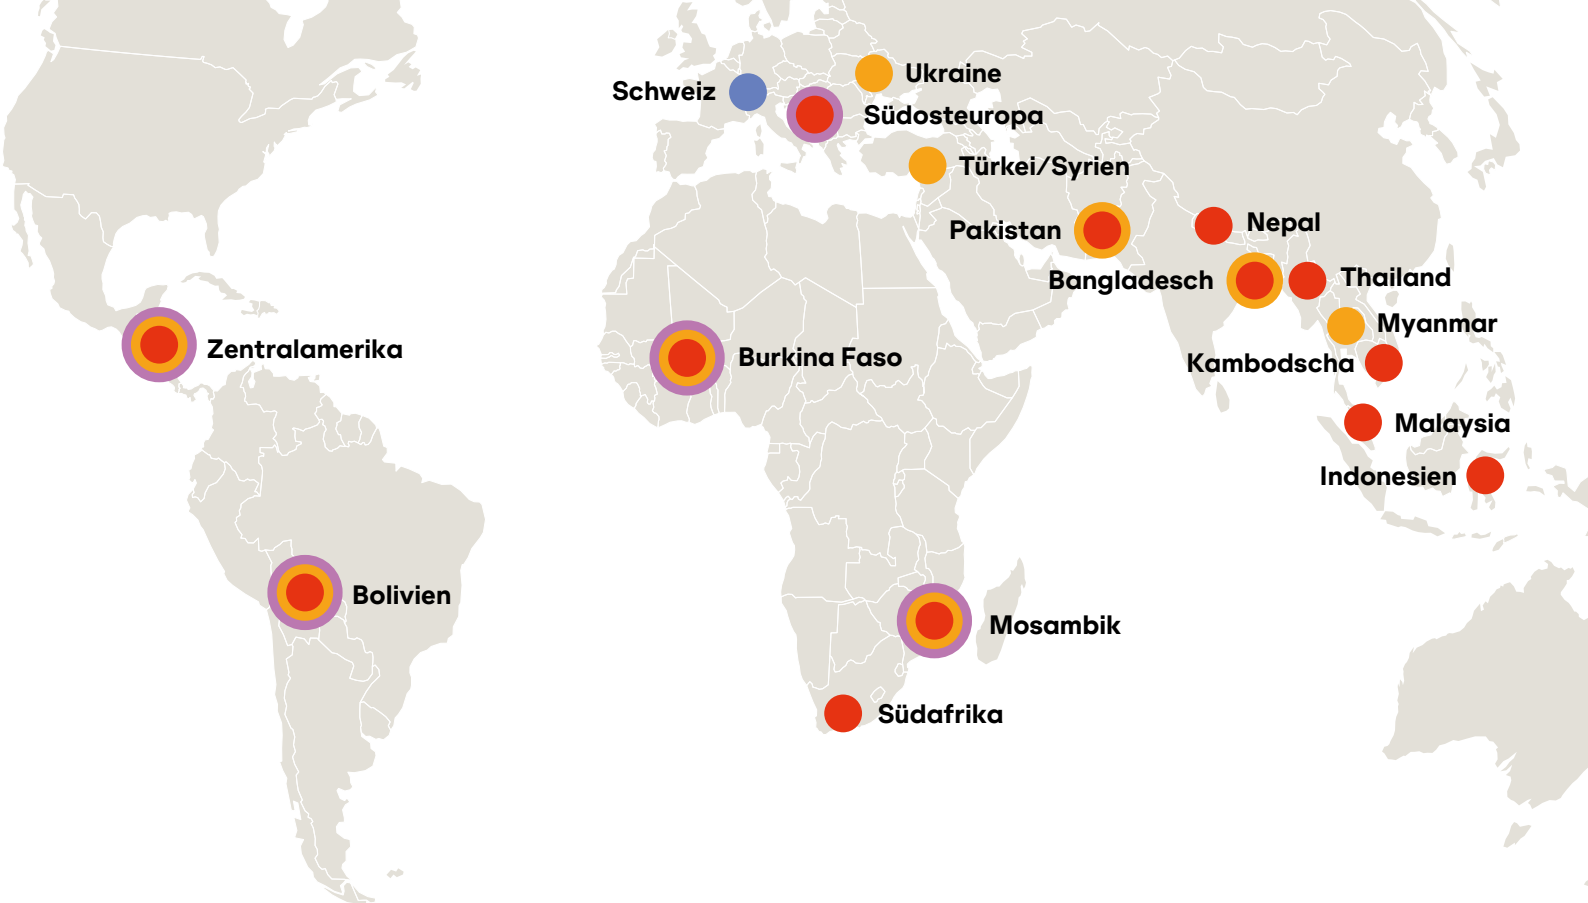 Ukraine
Schweiz
Südosteuropa
Türkei/Syrien
Pakistan
Nepal
Bangladesch
Thailand
Myanmar
Zentralamerika
Burkina Faso
Kambodscha
Malaysia
Indonesien
Bolivien
Mosambik
Südafrika